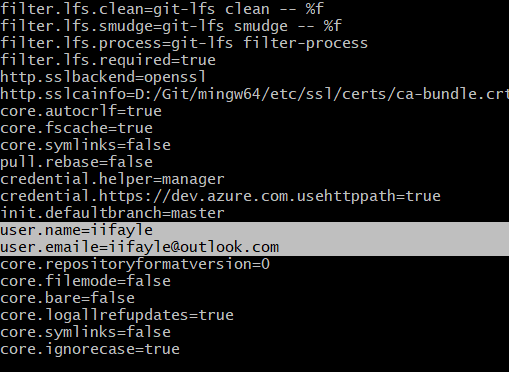 filter.lfs.clean=git-lfs clean -- %f
filter.lfs.smudge=git-lfs smudge -- %f
filter.lfs.process=git-lfs filter-process
filter.lfs.required=true
http.sslbackend=openssl
http.sslcainfo=D:/Git/mingw64/etc/ssl/certs/ca-bundle.crt
core.autocrlf=true
core.fscache=true
core.symlinks=false
pull.rebase=false
credential.helper=manager
credential.https://dev.azure.com.usehttppath=true
init.defaultbranch=master
user.name=iifayle
user.emaile=iifayle@outlook.com
core.repositoryformatversion=0
core.filemode=false
core.bare=false
core.logallrefupdates=true
core.symlinks=false
core.ignorecase=true